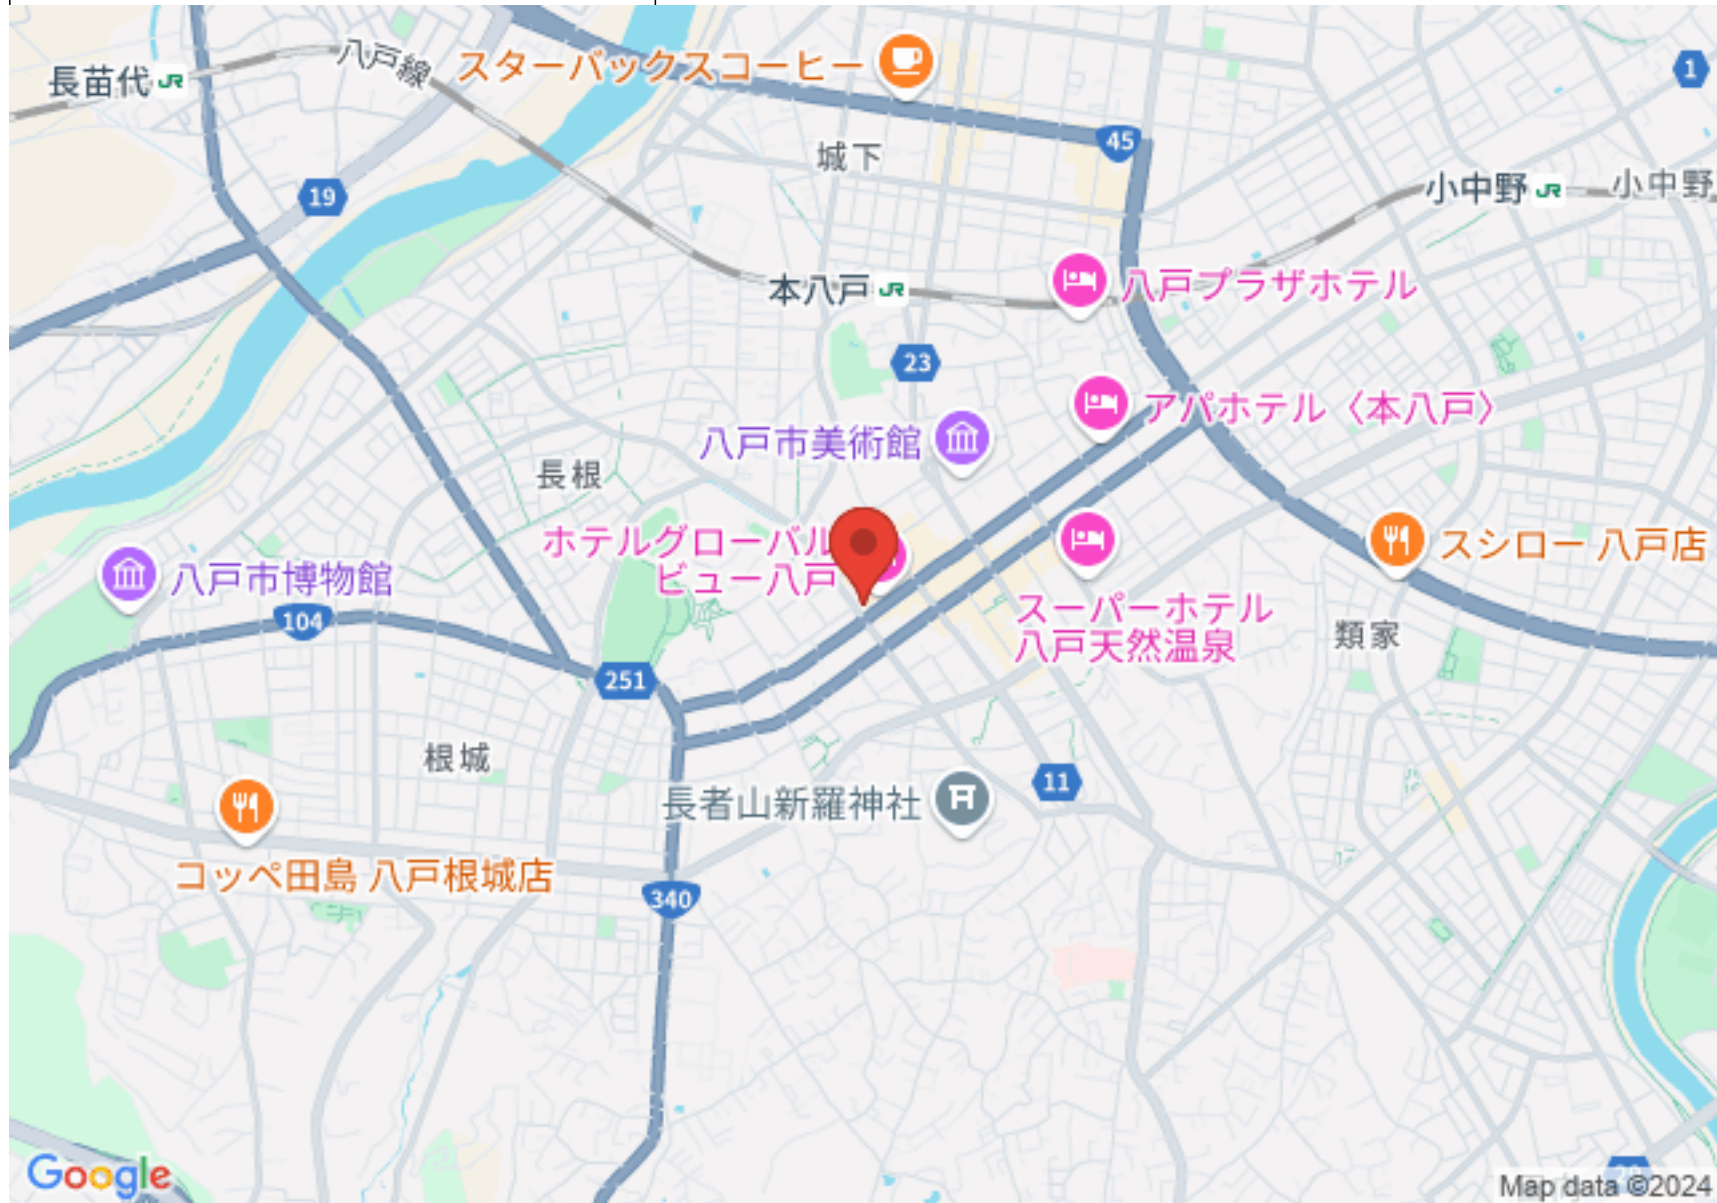 スターバックスコーヒー
1
長苗代 JR
八戸線
45
城下
19
小中野 JR
小中野
本八戸 JR
八戸プラザホテル
23
アパホテル〈本八戸〉
八戸市美術館
長根
ホテルグローバル
ビュー八戸
スシロー 八戸店
八戸市博物館
スーパーホテル
八戸天然温泉
104
類家
251
根城
11
長者山新羅神社
コッペ田島 八戸根城店
340
Google
Map data ©2024